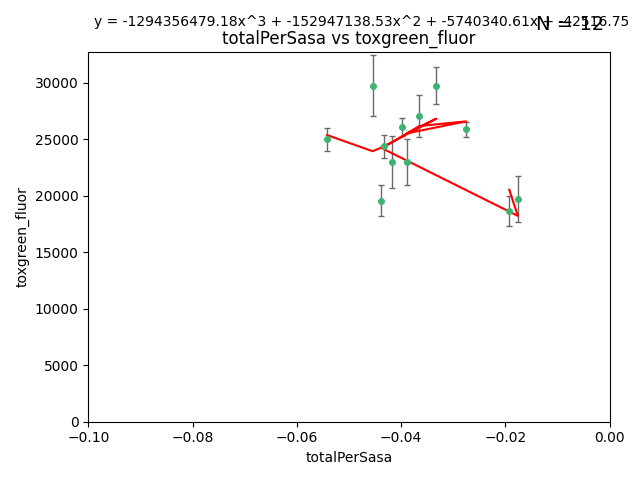 y = -1294356479.18x^3 + -152947138.53x^2 + -5740340.61x + -42516.75
N = 12
totalPerSasa vs toxgreen_fluor
30000
25000
20000
15000
10000
5000
0
toxgreen_fluor
−0.10
−0.08
−0.06
−0.04
−0.02
0.00
totalPerSasa